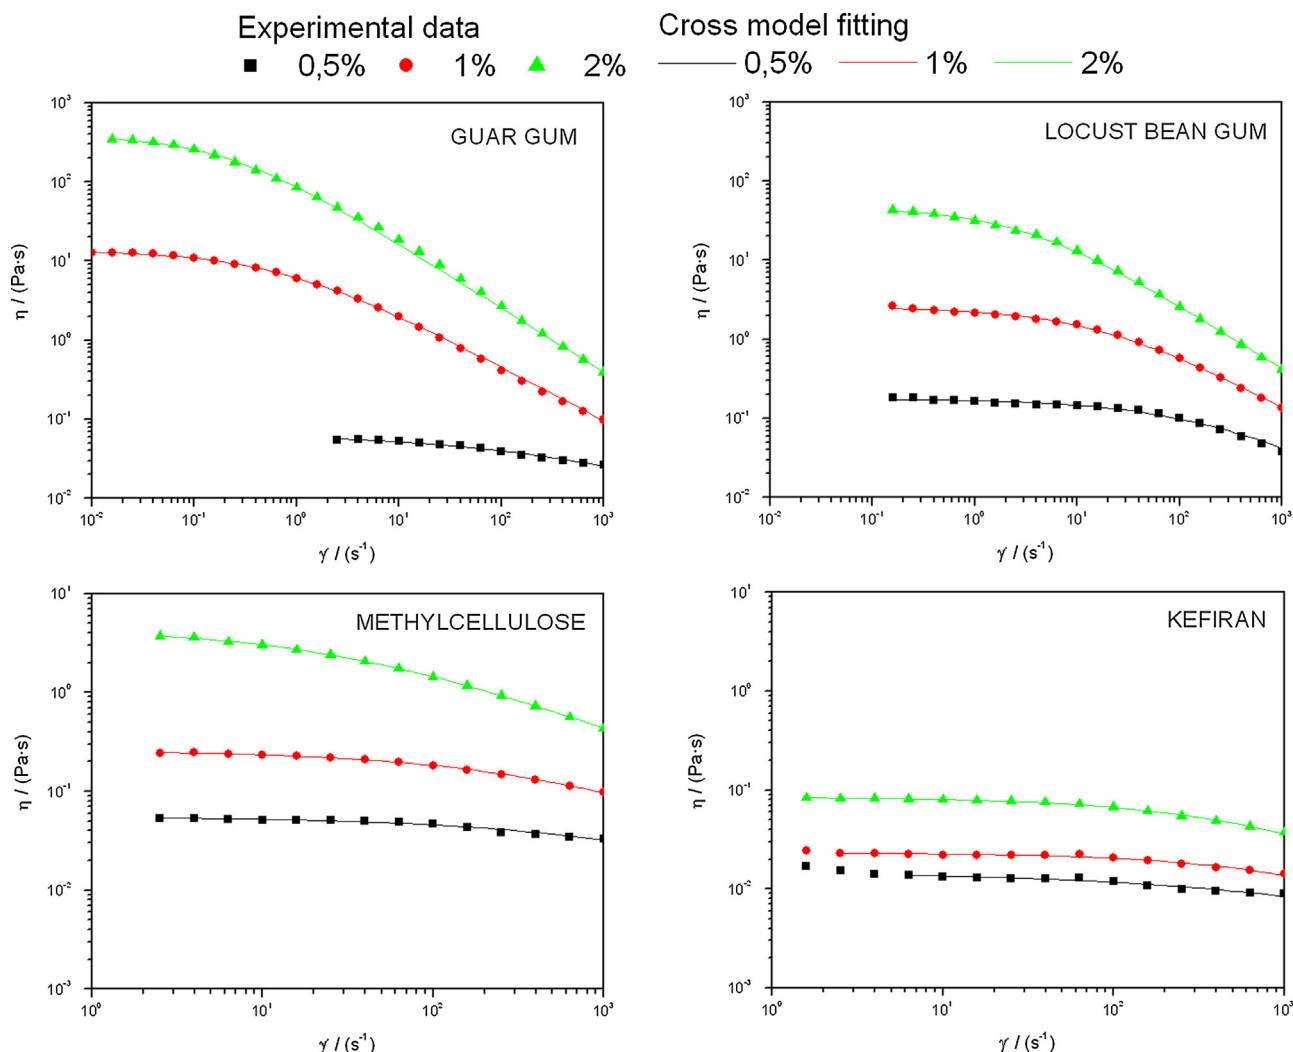 Experimental data Cross model fitting
0,5% 1% 2% 0,5% 1% 2%
GUAR GUM
η / (Pa·s)
10³
10²
10¹
10⁰
10⁻¹
10⁻²
10⁻² 10⁻¹ 10⁰ 10¹ 10² 10³
γ̇ / (s⁻¹)
LOCUST BEAN GUM
η / (Pa·s)
10³
10²
10¹
10⁰
10⁻¹
10⁻²
10⁻² 10⁻¹ 10⁰ 10¹ 10² 10³
γ̇ / (s⁻¹)
METHYLCELLULOSE
η / (Pa·s)
10¹
10⁰
10⁻¹
10⁻²
10⁻³
10⁰ 10¹ 10² 10³
γ̇ / (s⁻¹)
KEFIRAN
η / (Pa·s)
10¹
10⁰
10⁻¹
10⁻²
10⁻³
10⁰ 10¹ 10² 10³
γ̇ / (s⁻¹)